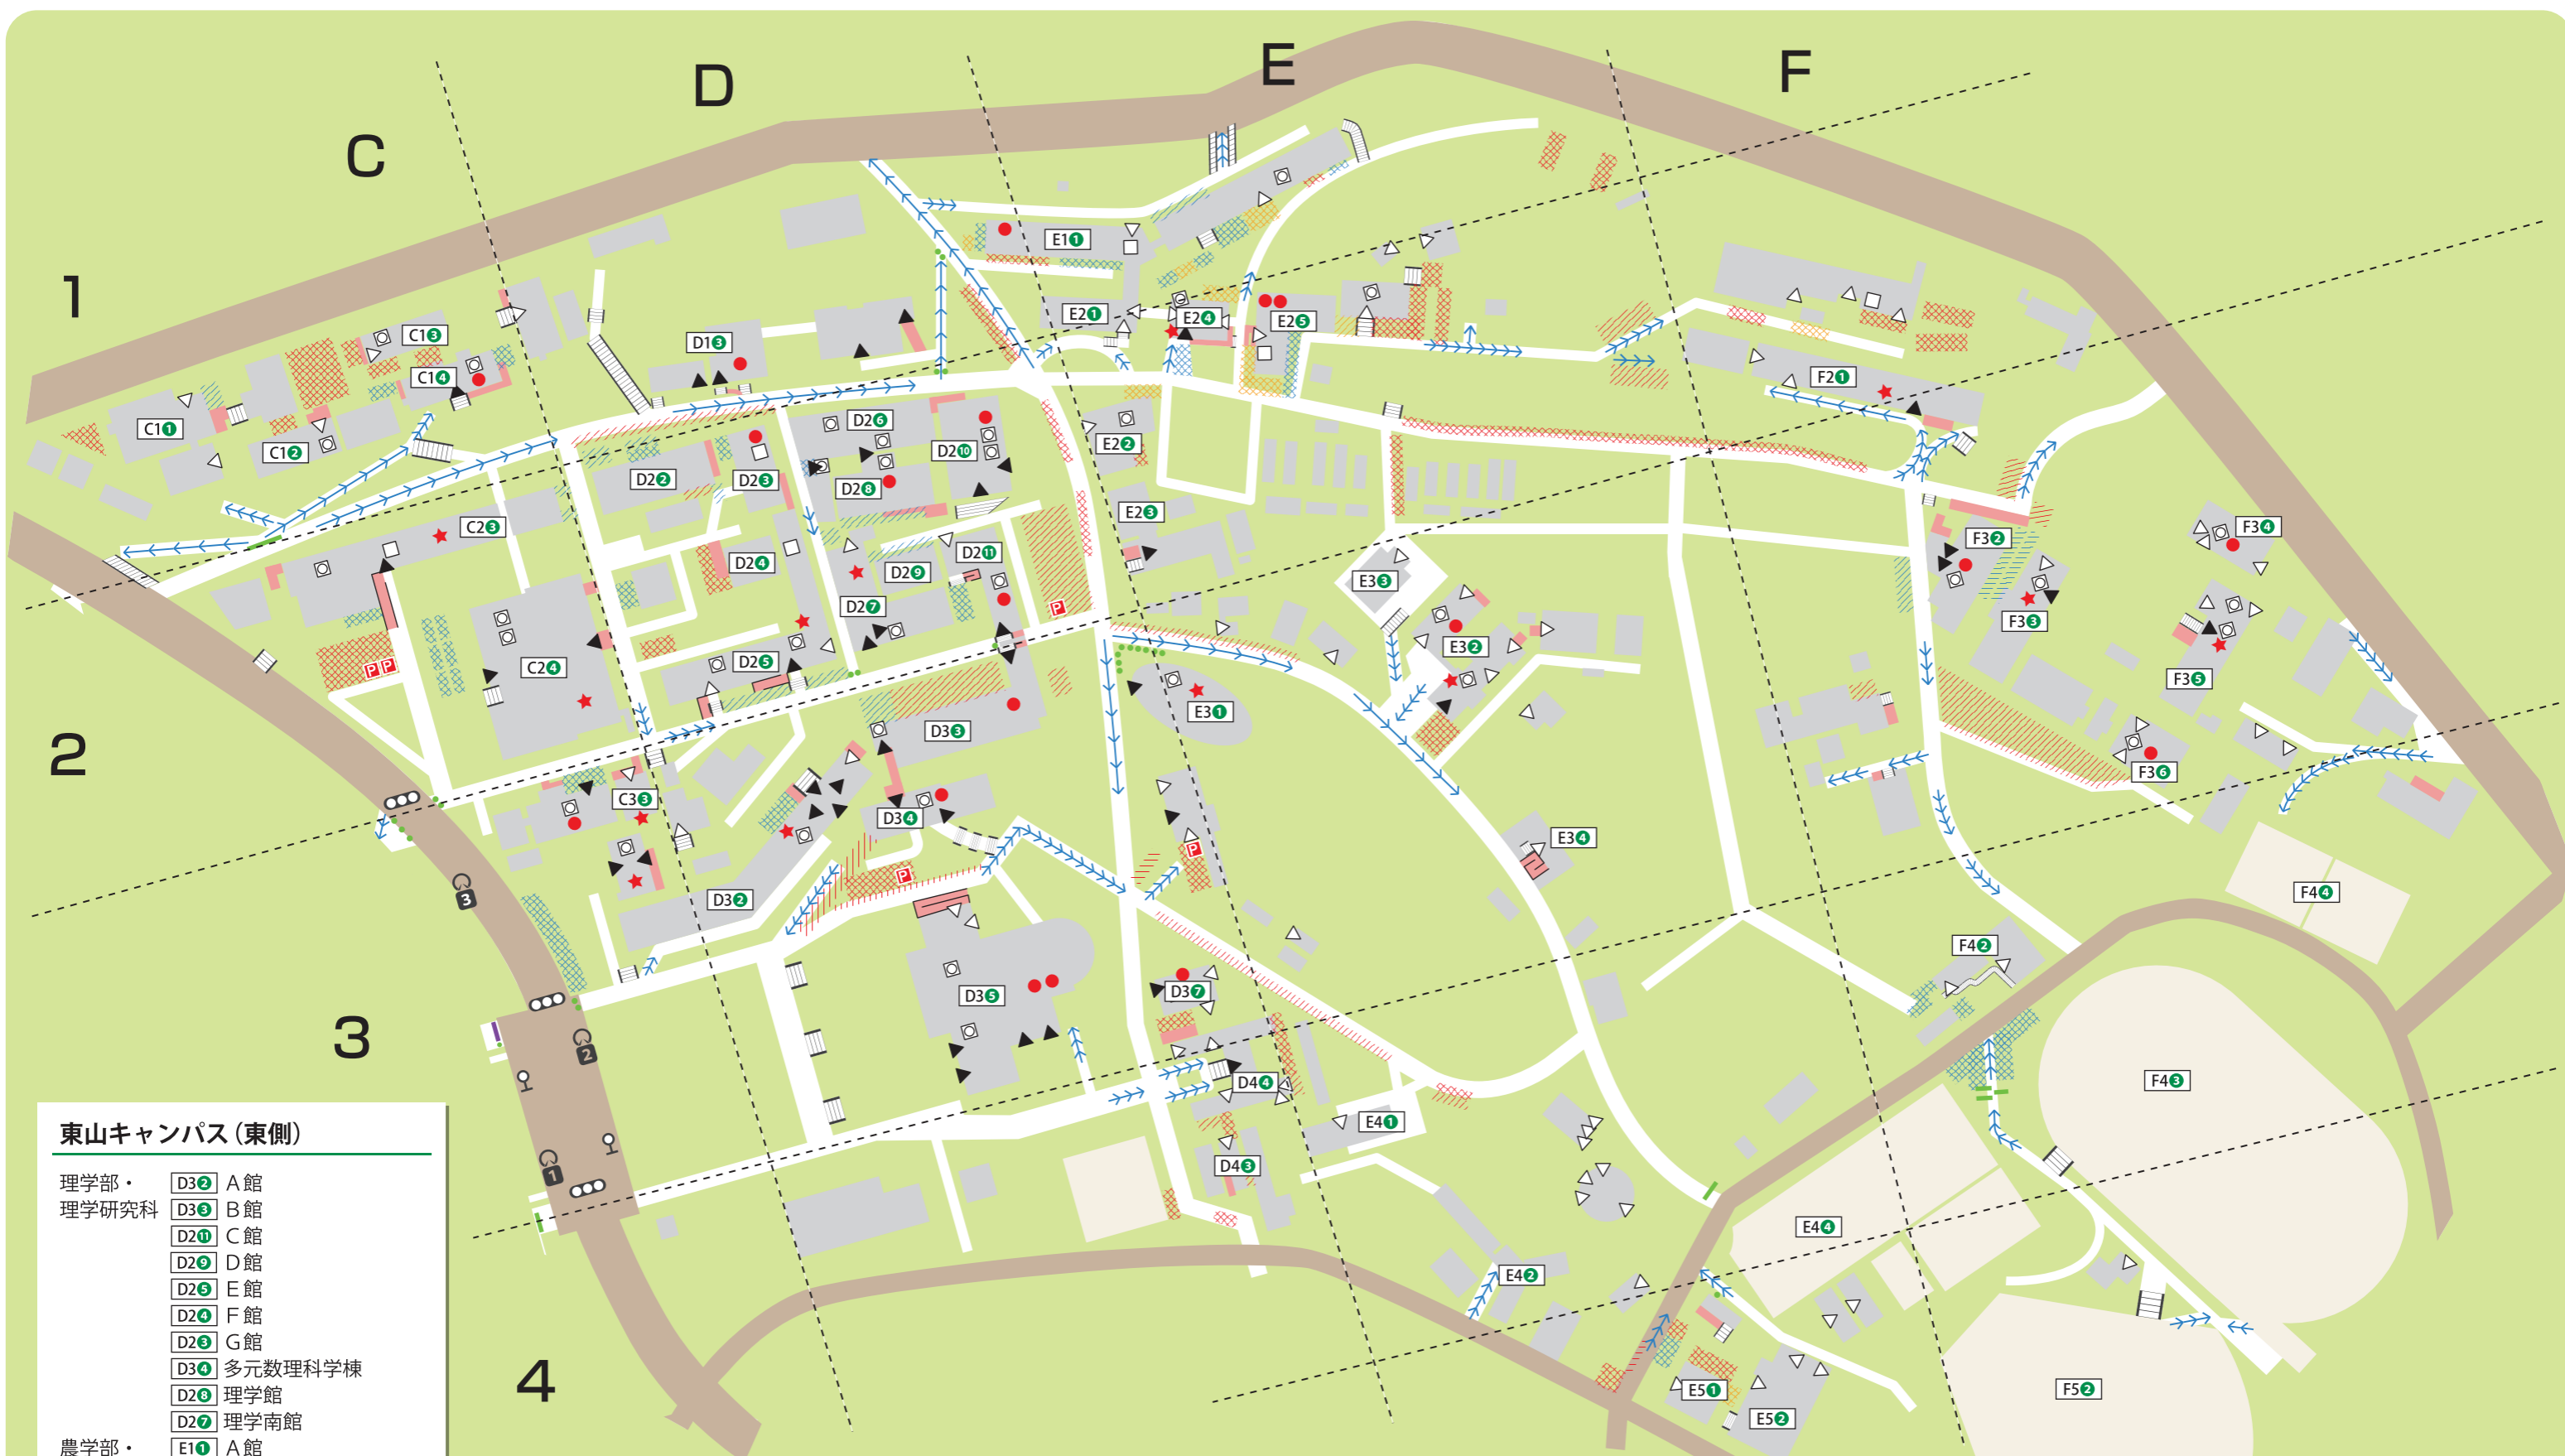 C
D
E
F
1
2
3
4
C1❶
C1❷
C1❸
C1❹
D1❸
E1❶
E2❶
E2❹
E2❺
F2❶
C2❸
C2❹
D2❷
D2❸
D2❹
D2❺
D2❻
D2❽
D2❿
D2⓫
D2❾
D2❼
E2❷
E2❸
E3❸
E3❷
E3❶
E3❹
F3❷
F3❸
F3❹
F3❺
F3❻
P P
P
P
P
C3❸
D3❷
D3❸
D3❹
D3❺
D3❼
D4❹
D4❸
E4❶
E4❷
E4❹
F4❷
F4❸
F4❹
E5❶
E5❷
F5❷
3
2
1
東山キャンパス(東側)
理学部・ D3❷ A館
理学研究科 D3❸ B館
D2⓫ C館
D2❾ D館
D2❺ E館
D2❹ F館
D2❸ G館
D3❹ 多元数理科学棟
D2❽ 理学館
D2❼ 理学南館
農学部・ E1❶ A館